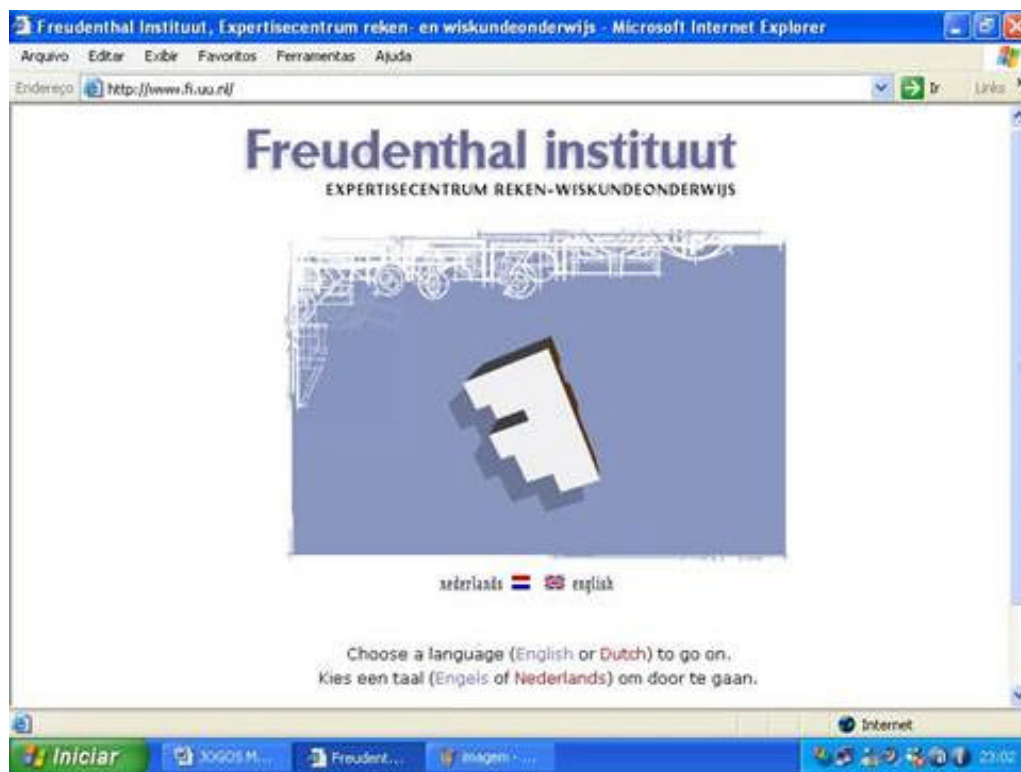 Freudenthal Instituut, Expertisecentrum reken- en wiskundeonderwijs - Microsoft Internet Explorer
Arquivo Editar Exibir Favoritos Ferramentas Ajuda
Endereço http://www.fi.uu.nl/ Ir Links
Freudenthal instituut
EXPERTISECENTRUM REKEN-WISKUNDEONDERWIJS
nederlands english
Choose a language (English or Dutch) to go on.
Kies een taal (Engels of Nederlands) om door te gaan.
Internet
Iniciar JOGOS M... Freudent... imagem - ... 23:02